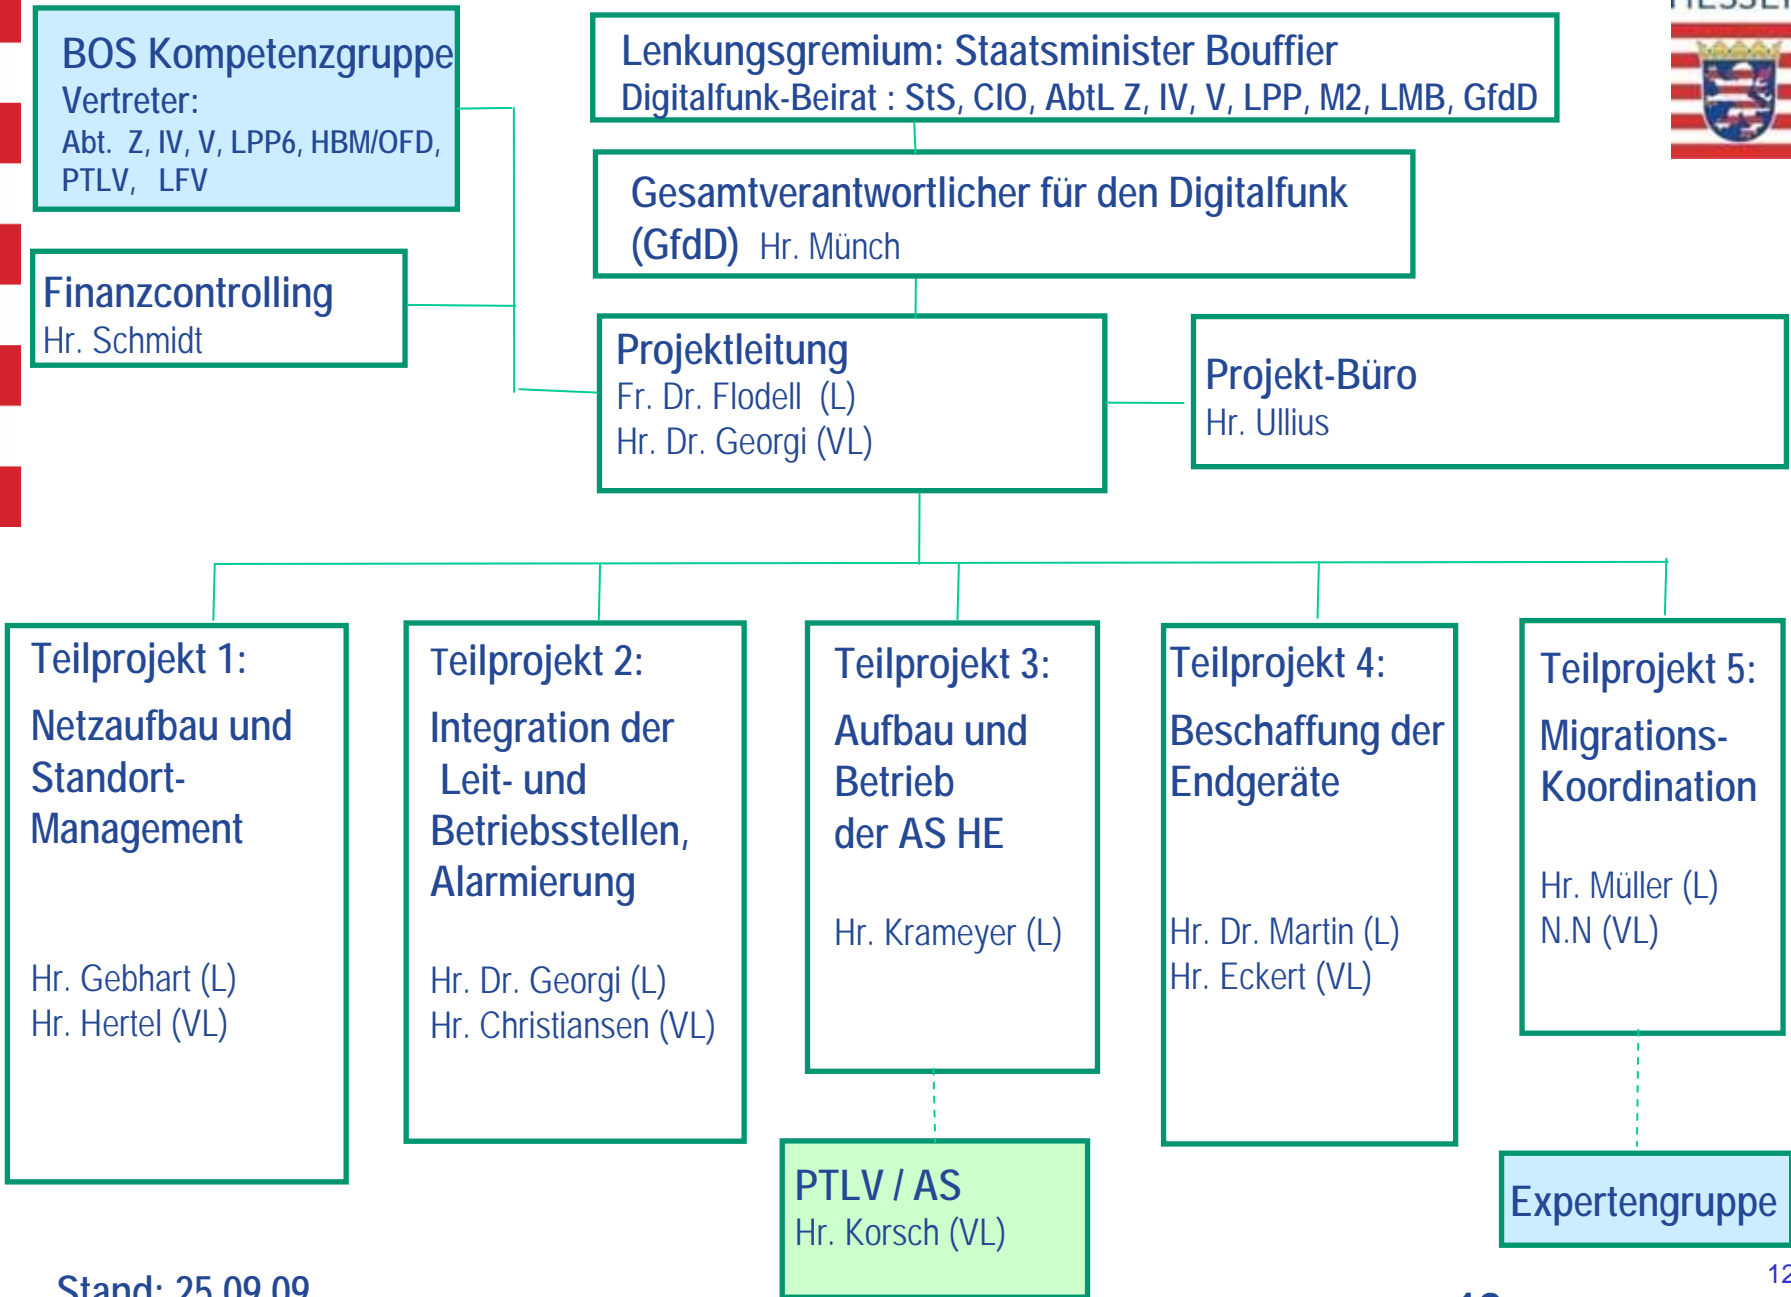 BOS Kompetenzgruppe
Vertreter:
Abt. Z, IV, V, LPP6, HBM/OFD,
PTLV, LFV
Lenkungsgremium: Staatsminister Bouffier
Digitalfunk-Beirat : StS, CIO, AbtL Z, IV, V, LPP, M2, LMB, GfdD
HESSEN
Gesamtverantwortlicher für den Digitalfunk
(GfdD) Hr. Münch
Finanzcontrolling
Hr. Schmidt
Projektleitung
Fr. Dr. Flodell (L)
Hr. Dr. Georgi (VL)
Projekt-Büro
Hr. Ullius
Teilprojekt 1:
Netzaufbau und
Standort-
Management
Hr. Gebhart (L)
Hr. Hertel (VL)
Teilprojekt 2:
Integration der
Leit- und
Betriebsstellen,
Alarmierung
Hr. Dr. Georgi (L)
Hr. Christiansen (VL)
Teilprojekt 3:
Aufbau und
Betrieb
der AS HE
Hr. Krameyer (L)
Teilprojekt 4:
Beschaffung der
Endgeräte
Hr. Dr. Martin (L)
Hr. Eckert (VL)
Teilprojekt 5:
Migrations-
Koordination
Hr. Müller (L)
N.N (VL)
PTLV / AS
Hr. Korsch (VL)
Expertengruppe
Stand: 25.09.09
12